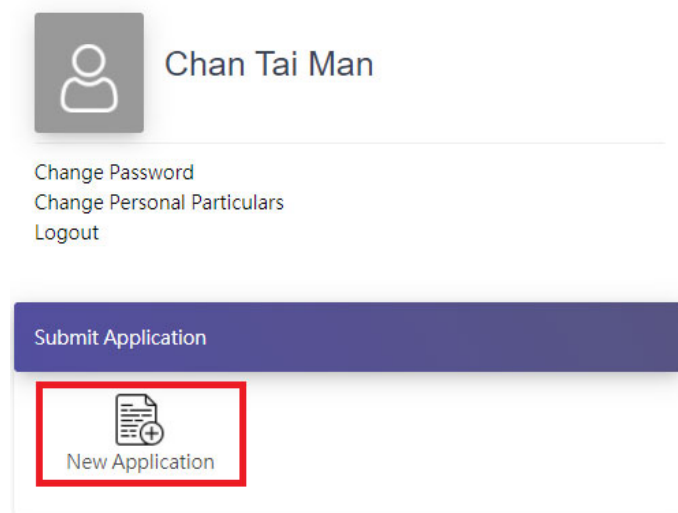 Chan Tai Man
Change Password
Change Personal Particulars
Logout
Submit Application
New Application